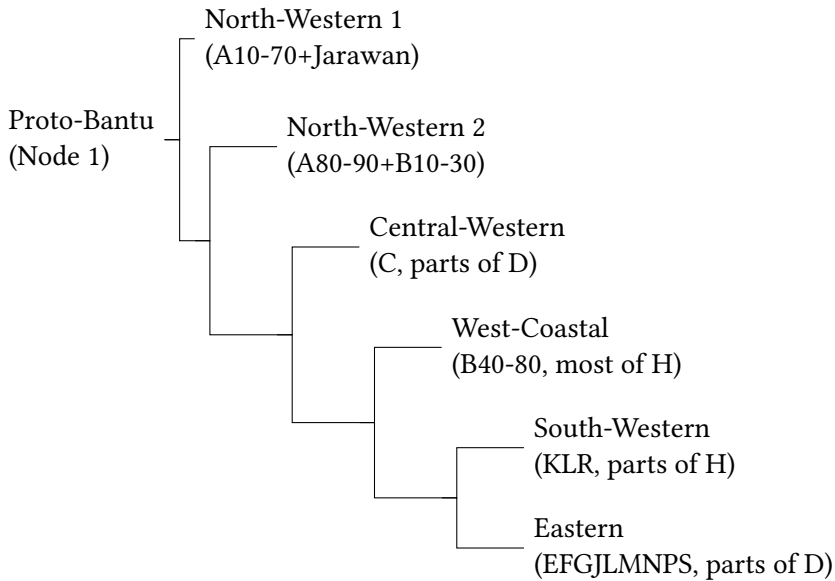 North-Western 1
(A10-70+Jarawan)
Proto-Bantu
(Node 1)
North-Western 2
(A80-90+B10-30)
Central-Western
(C, parts of D)
West-Coastal
(B40-80, most of H)
South-Western
(KLR, parts of H)
Eastern
(EFGJLMNPS, parts of D)